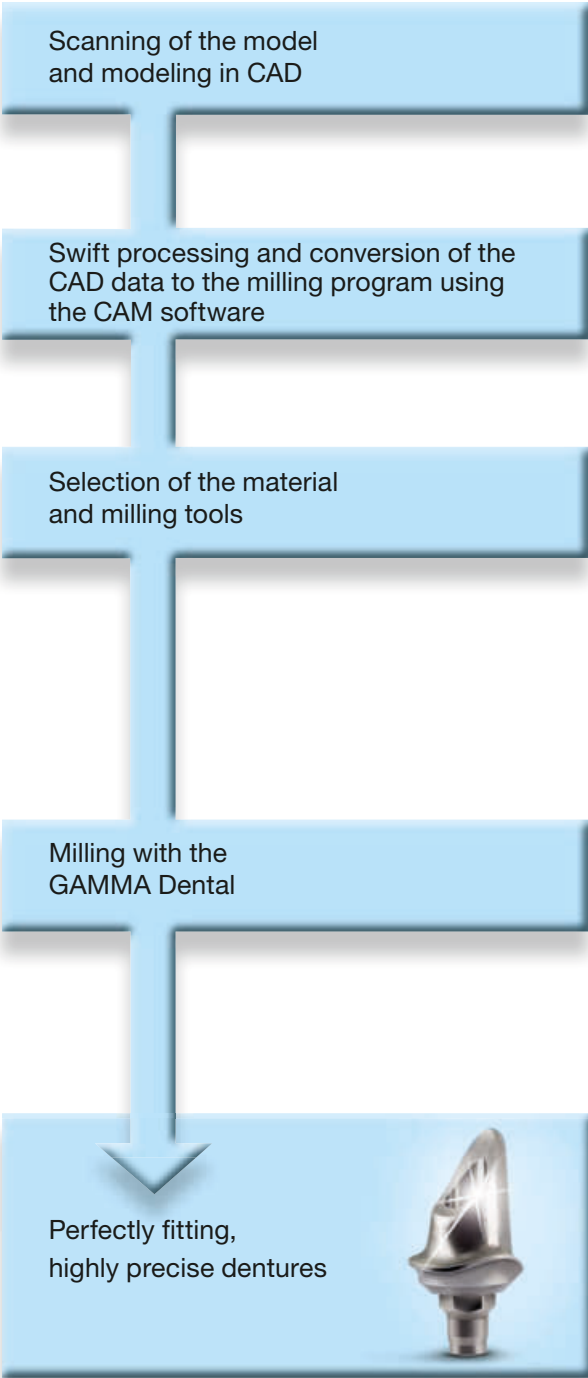 Scanning of the model
and modeling in CAD
Swift processing and conversion of the
CAD data to the milling program using
the CAM software
Selection of the material
and milling tools
Milling with the
GAMMA Dental
Perfectly fitting,
highly precise dentures